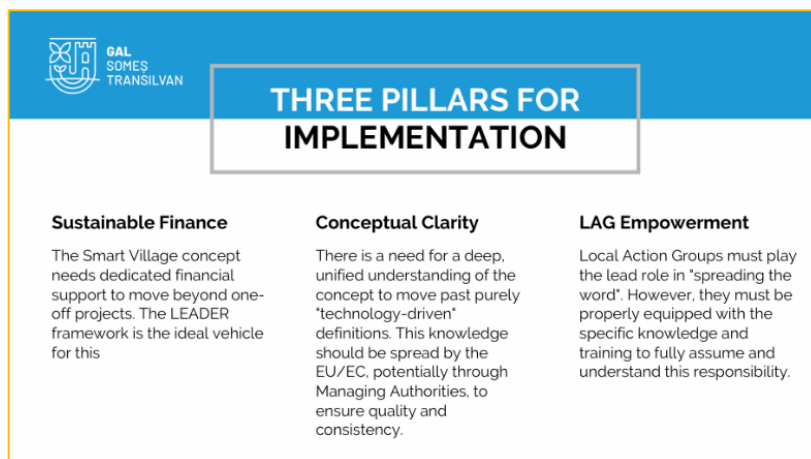 GAL
SOMEȘ
TRANSILVAN
THREE PILLARS FOR
IMPLEMENTATION
Sustainable Finance
The Smart Village concept
needs dedicated financial
support to move beyond one-
off projects. The LEADER
framework is the ideal vehicle
for this
Conceptual Clarity
There is a need for a deep,
unified understanding of the
concept to move past purely
"technology-driven"
definitions. This knowledge
should be spread by the
EU/EC, potentially through
Managing Authorities, to
ensure quality and
consistency.
LAG Empowerment
Local Action Groups must play
the lead role in "spreading the
word". However, they must be
properly equipped with the
specific knowledge and
training to fully assume and
understand this responsibility.